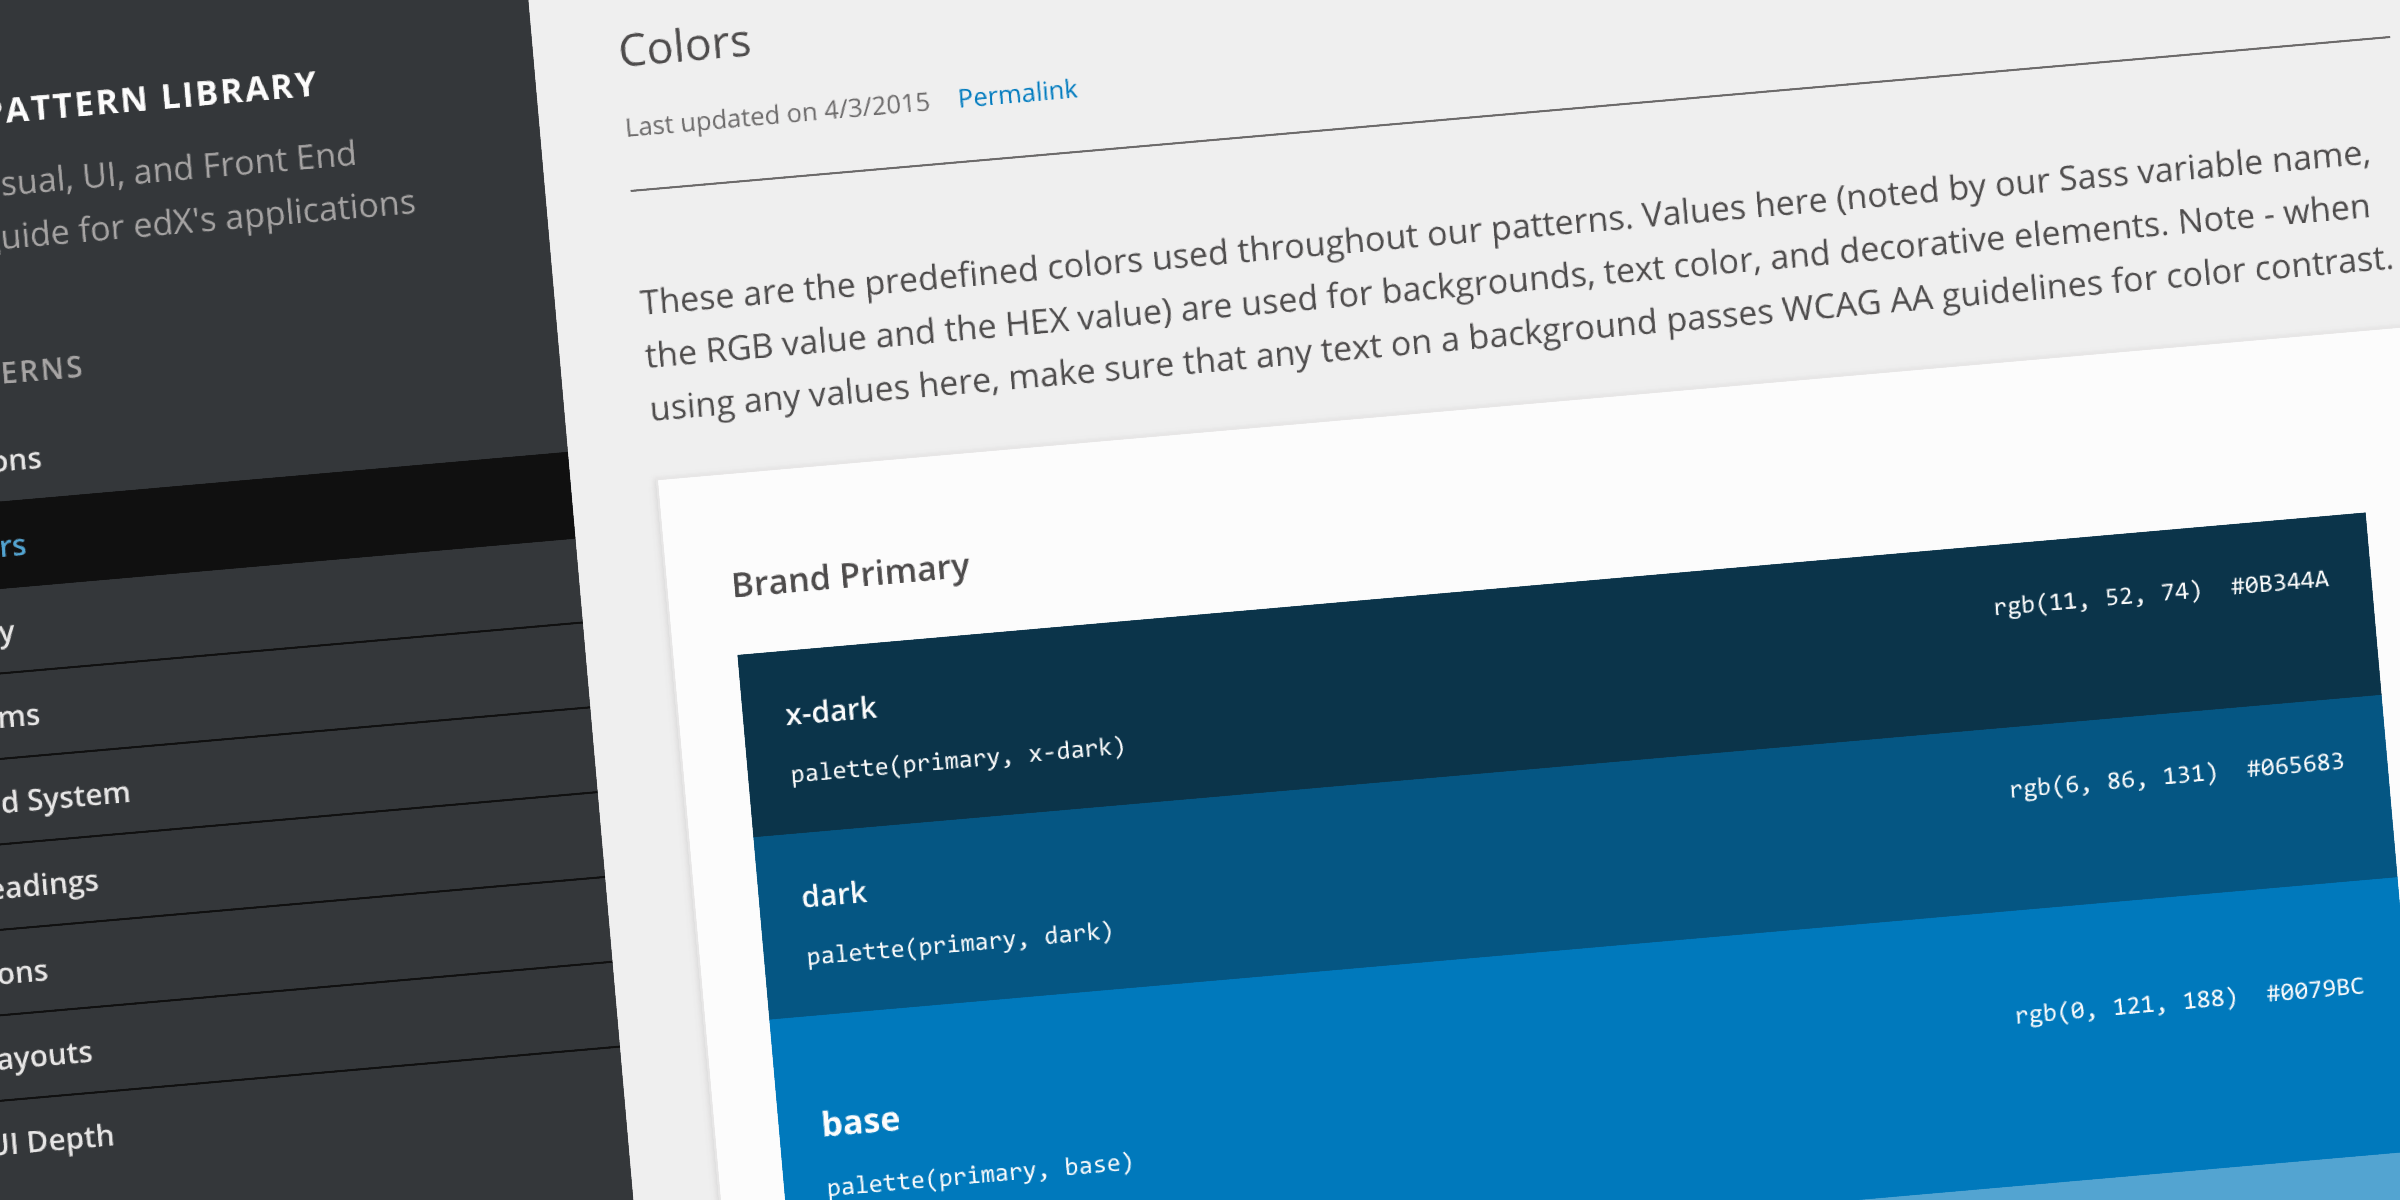 PATTERN LIBRARY
sual, UI, and Front End
uide for edX's applications
ERNS
ons
rs
y
ms
d System
eadings
ons
ayouts
UI Depth
Colors
Last updated on 4/3/2015 Permalink
These are the predefined colors used throughout our patterns. Values here (noted by our Sass variable name,
the RGB value and the HEX value) are used for backgrounds, text color, and decorative elements. Note - when
using any values here, make sure that any text on a background passes WCAG AA guidelines for color contrast.
Brand Primary
x-dark
palette(primary, x-dark)
rgb(11, 52, 74) #0B344A
dark
palette(primary, dark)
rgb(6, 86, 131) #065683
base
palette(primary, base)
rgb(0, 121, 188) #0079BC